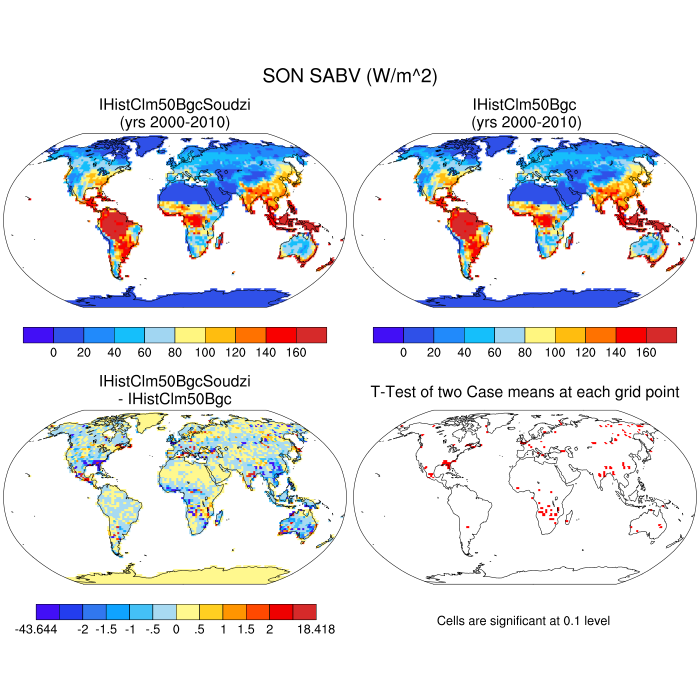 SON SABV (W/m^2)
IHistClm50BgcSoudzi
(yrs 2000-2010)
IHistClm50Bgc
(yrs 2000-2010)
0 20 40 60 80 100 120 140 160
0 20 40 60 80 100 120 140 160
IHistClm50BgcSoudzi
- IHistClm50Bgc
T-Test of two Case means at each grid point
-43.644 -2 -1.5 -1 -.5 0 .5 1 1.5 2 18.418
Cells are significant at 0.1 level